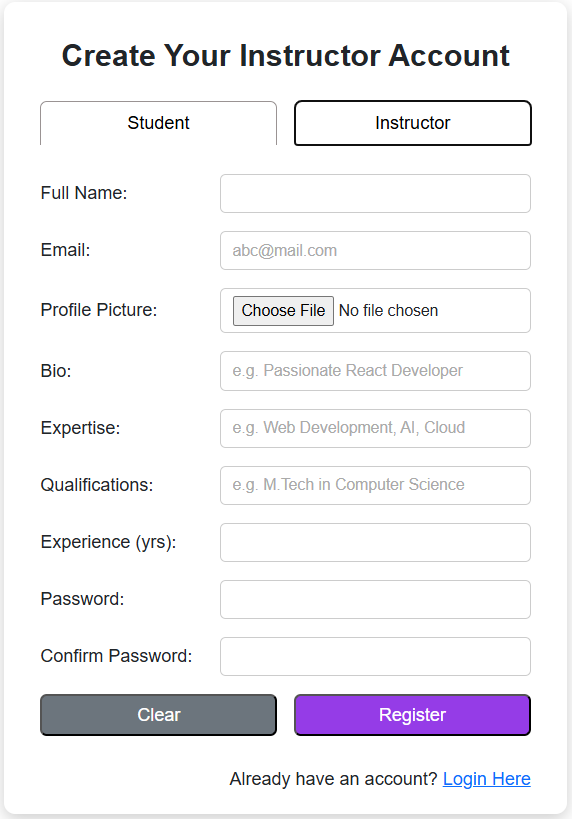 Create Your Instructor Account
Student Instructor
Full Name:
Email: abc@mail.com
Profile Picture: Choose File No file chosen
Bio: e.g. Passionate React Developer
Expertise: e.g. Web Development, AI, Cloud
Qualifications: e.g. M.Tech in Computer Science
Experience (yrs):
Password:
Confirm Password:
Clear Register
Already have an account? Login Here